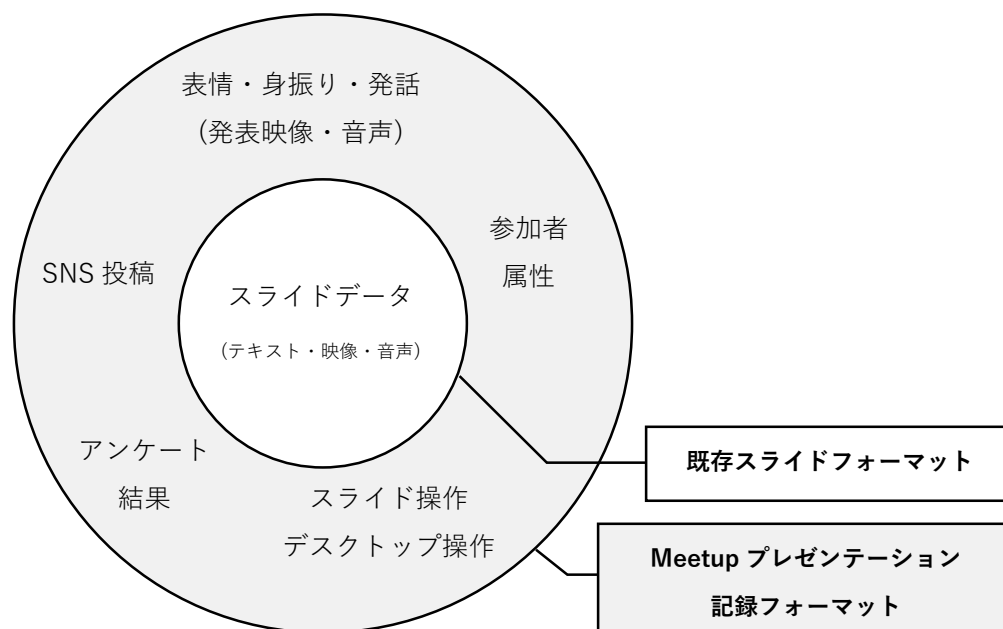 表情・身振り・発話
(発表映像・音声)
参加者
属性
SNS 投稿
スライドデータ
(テキスト・映像・音声)
アンケート
結果
スライド操作
デスクトップ操作
既存スライドフォーマット
Meetup プレゼンテーション
記録フォーマット